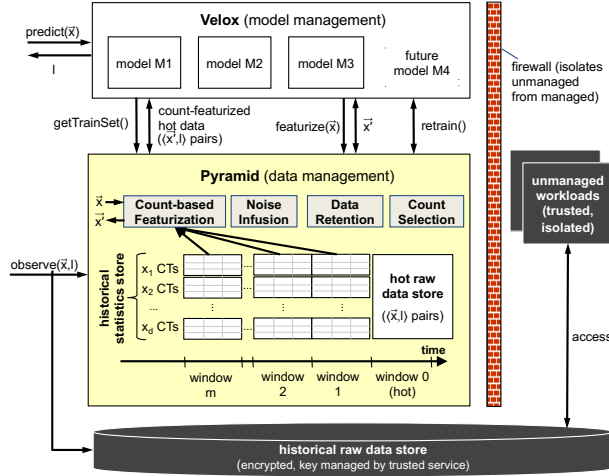 Velox (model management)
predict(x⃗)
l
model M1
model M2
model M3
future
model M4
firewall (isolates
unmanaged
from managed)
getTrainSet()
count-featurized
hot data
(⟨x⃗',l⟩ pairs)
featurize(x⃗)
x⃗'
retrain()
Pyramid (data management)
x⃗
x⃗'
Count-based
Featurization
Noise
Infusion
Data
Retention
Count
Selection
unmanaged
workloads
(trusted,
isolated)
observe(x⃗,l)
historical
statistics store
x1 CTs
...
x2 CTs
...
...
⋮
⋮
xd CTs
...
hot raw
data store
(⟨x⃗,l⟩ pairs)
time
window
m
...
window
2
window
1
window 0
(hot)
access
historical raw data store
(encrypted, key managed by trusted service)